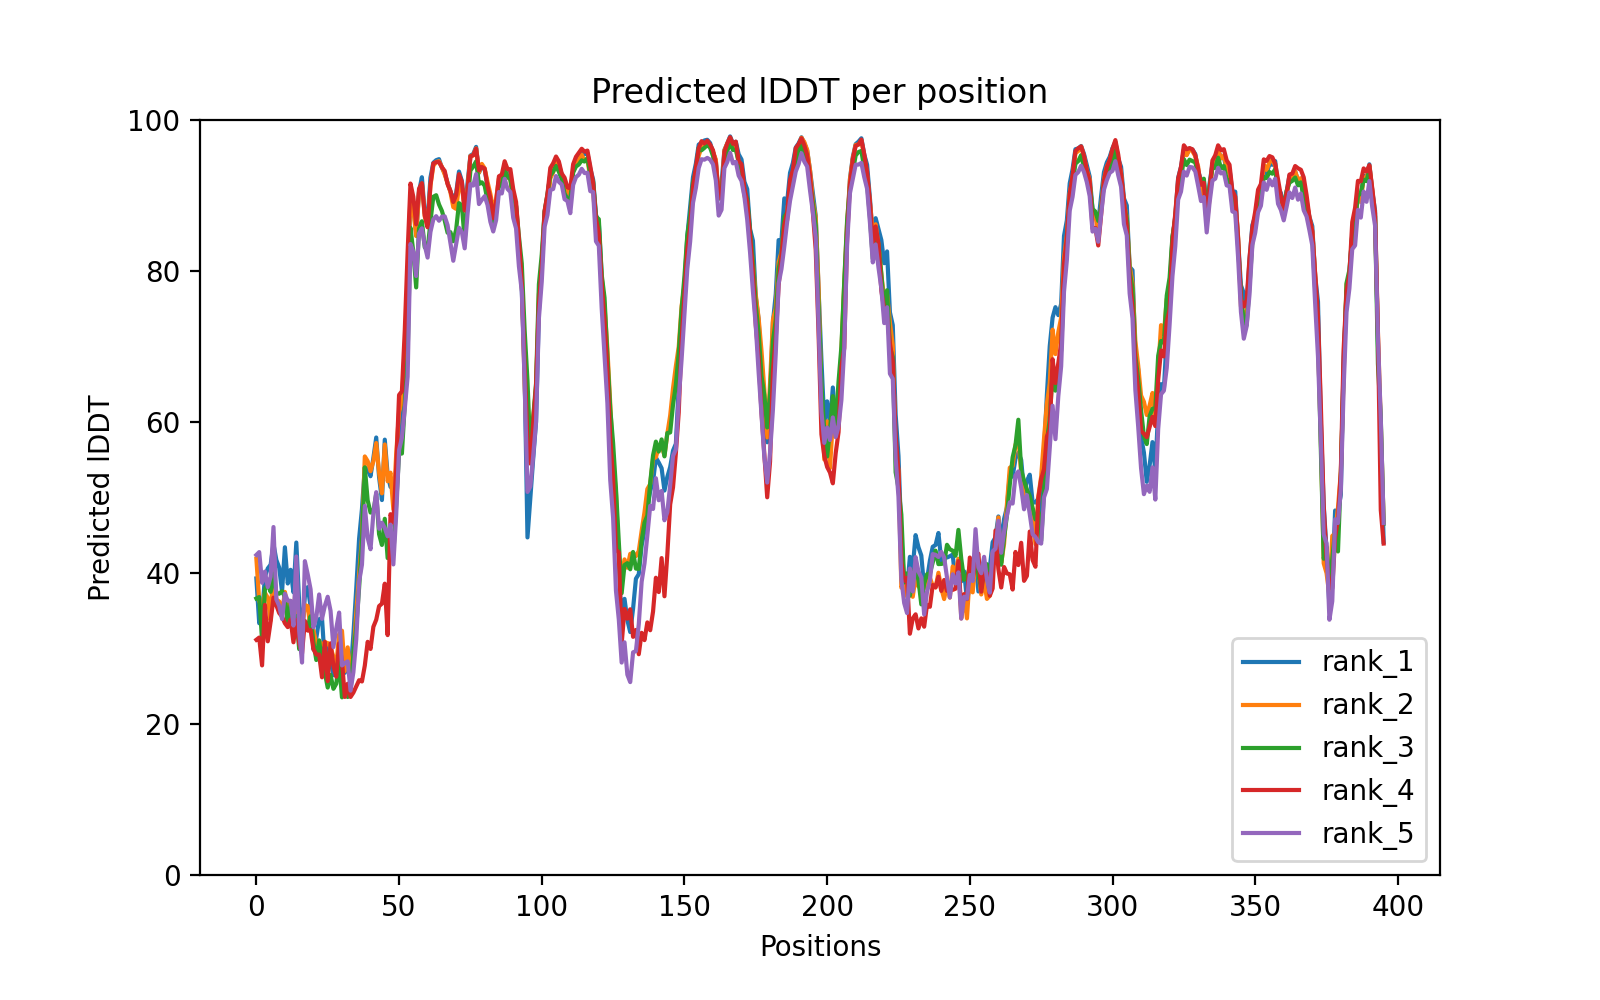 Predicted lDDT per position
100
80
60
40
20
0
Predicted lDDT
0 50 100 150 200 250 300 350 400
Positions
rank_1
rank_2
rank_3
rank_4
rank_5